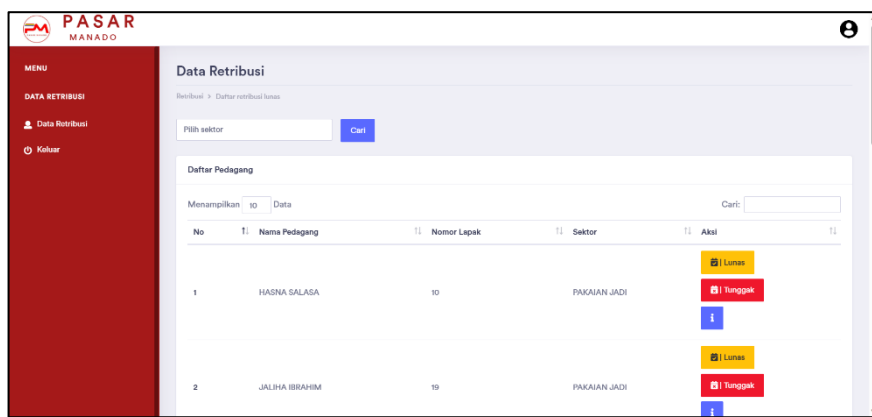 PASAR
MANADO
MENU
DATA RETRIBUSI
Data Retribusi
Keluar
Data Retribusi
Retribusi > Daftar retribusi lunas
Pilih sektor
Cari
Daftar Pedagang
Menampilkan 10 Data
Cari:
No Nama Pedagang Nomor Lapak Sektor Aksi
| Lunas
1 HASNA SALASA 10 PAKAIAN JADI | Tunggak
i
| Lunas
2 JALIHA IBRAHIM 19 PAKAIAN JADI | Tunggak
i